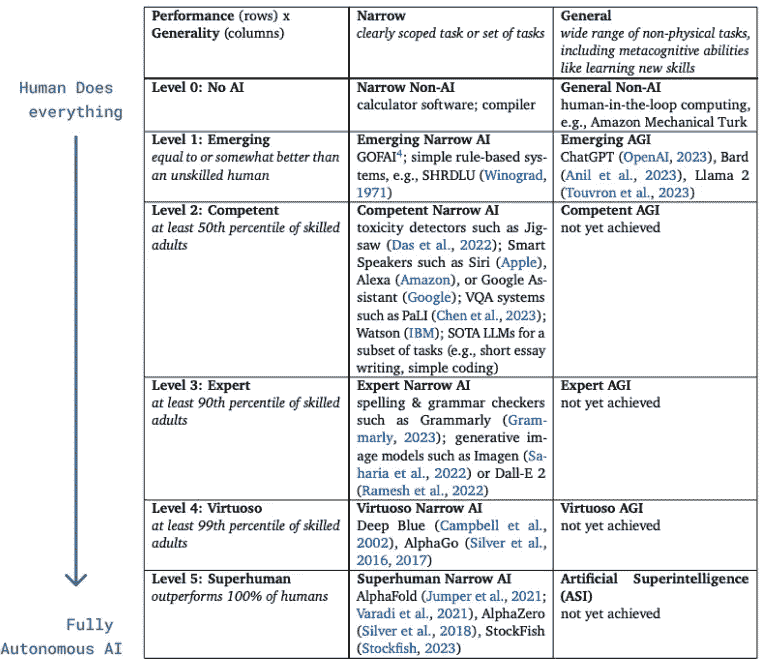 Human Does
everything
Fully
Autonomous AI
Performance (rows) x
Generality (columns)
Narrow
clearly scoped task or set of tasks
General
wide range of non-physical tasks,
including metacognitive abilities
like learning new skills
Level 0: No AI
Narrow Non-AI
calculator software; compiler
General Non-AI
human-in-the-loop computing,
e.g., Amazon Mechanical Turk
Level 1: Emerging
equal to or somewhat better than
an unskilled human
Emerging Narrow AI
GOFAI4; simple rule-based sys-
tems, e.g., SHRDLU (Winograd,
1971)
Emerging AGI
ChatGPT (OpenAI, 2023), Bard
(Anil et al., 2023), Llama 2
(Touvron et al., 2023)
Level 2: Competent
at least 50th percentile of skilled
adults
Competent Narrow AI
toxicity detectors such as Jig-
saw (Das et al., 2022); Smart
Speakers such as Siri (Apple),
Alexa (Amazon), or Google As-
sistant (Google); VQA systems
such as PaLI (Chen et al., 2023);
Watson (IBM); SOTA LLMs for a
subset of tasks (e.g., short essay
writing, simple coding)
Competent AGI
not yet achieved
Level 3: Expert
at least 90th percentile of skilled
adults
Expert Narrow AI
spelling & grammar checkers
such as Grammarly (Gram-
marly, 2023); generative im-
age models such as Imagen (Sa-
haria et al., 2022) or Dall-E 2
(Ramesh et al., 2022)
Expert AGI
not yet achieved
Level 4: Virtuoso
at least 99th percentile of skilled
adults
Virtuoso Narrow AI
Deep Blue (Campbell et al.,
2002), AlphaGo (Silver et al.,
2016, 2017)
Virtuoso AGI
not yet achieved
Level 5: Superhuman
outperforms 100% of humans
Superhuman Narrow AI
AlphaFold (Jumper et al., 2021;
Varadi et al., 2021), AlphaZero
(Silver et al., 2018), StockFish
(Stockfish, 2023)
Artificial Superintelligence
(ASI)
not yet achieved